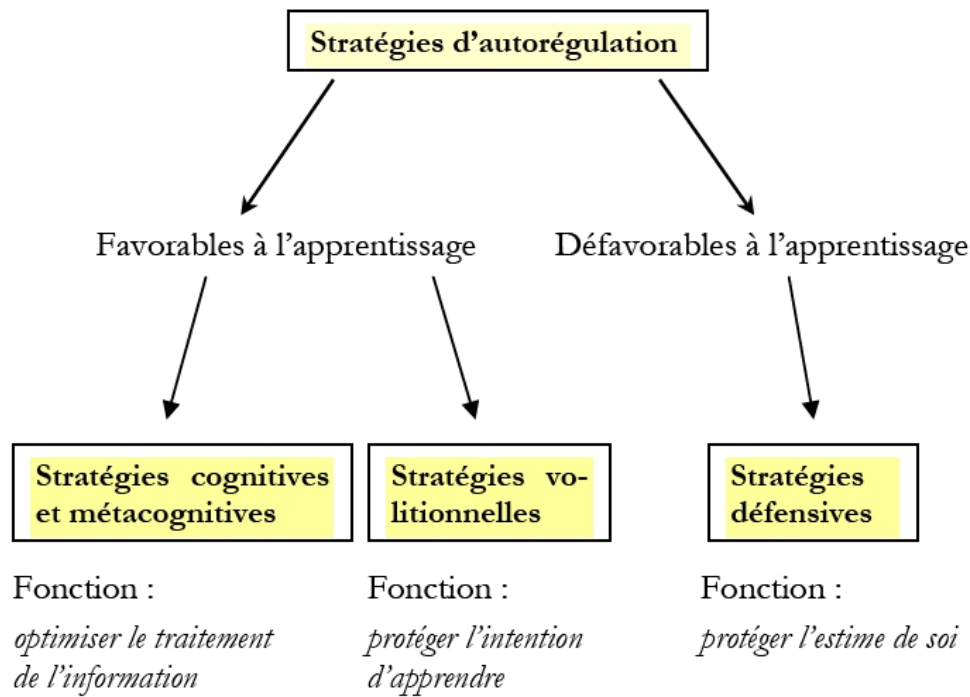 Stratégies d’autorégulation
Favorables à l’apprentissage
Défavorables à l’apprentissage
Stratégies cognitives
et métacognitives
Stratégies vo-
litionnelles
Stratégies
défensives
Fonction :
optimiser le traitement
de l’information
Fonction :
protéger l’intention
d’apprendre
Fonction :
protéger l’estime de soi